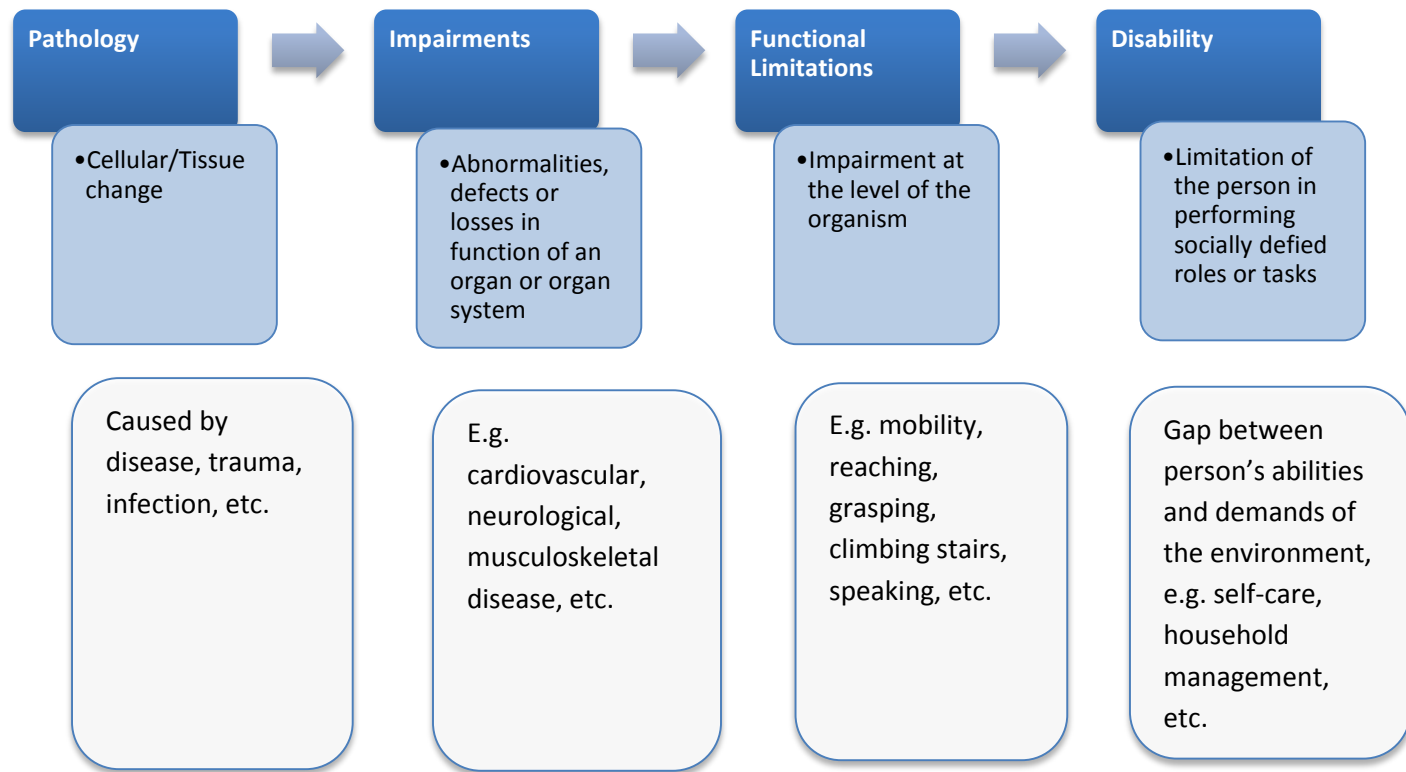 Pathology
•Cellular/Tissue
change
Caused by
disease, trauma,
infection, etc.
Impairments
•Abnormalities,
defects or
losses in
function of an
organ or organ
system
E.g.
cardiovascular,
neurological,
musculoskeletal
disease, etc.
Functional
Limitations
•Impairment at
the level of the
organism
E.g. mobility,
reaching,
grasping,
climbing stairs,
speaking, etc.
Disability
•Limitation of
the person in
performing
socially defied
roles or tasks
Gap between
person’s abilities
and demands of
the environment,
e.g. self-care,
household
management,
etc.